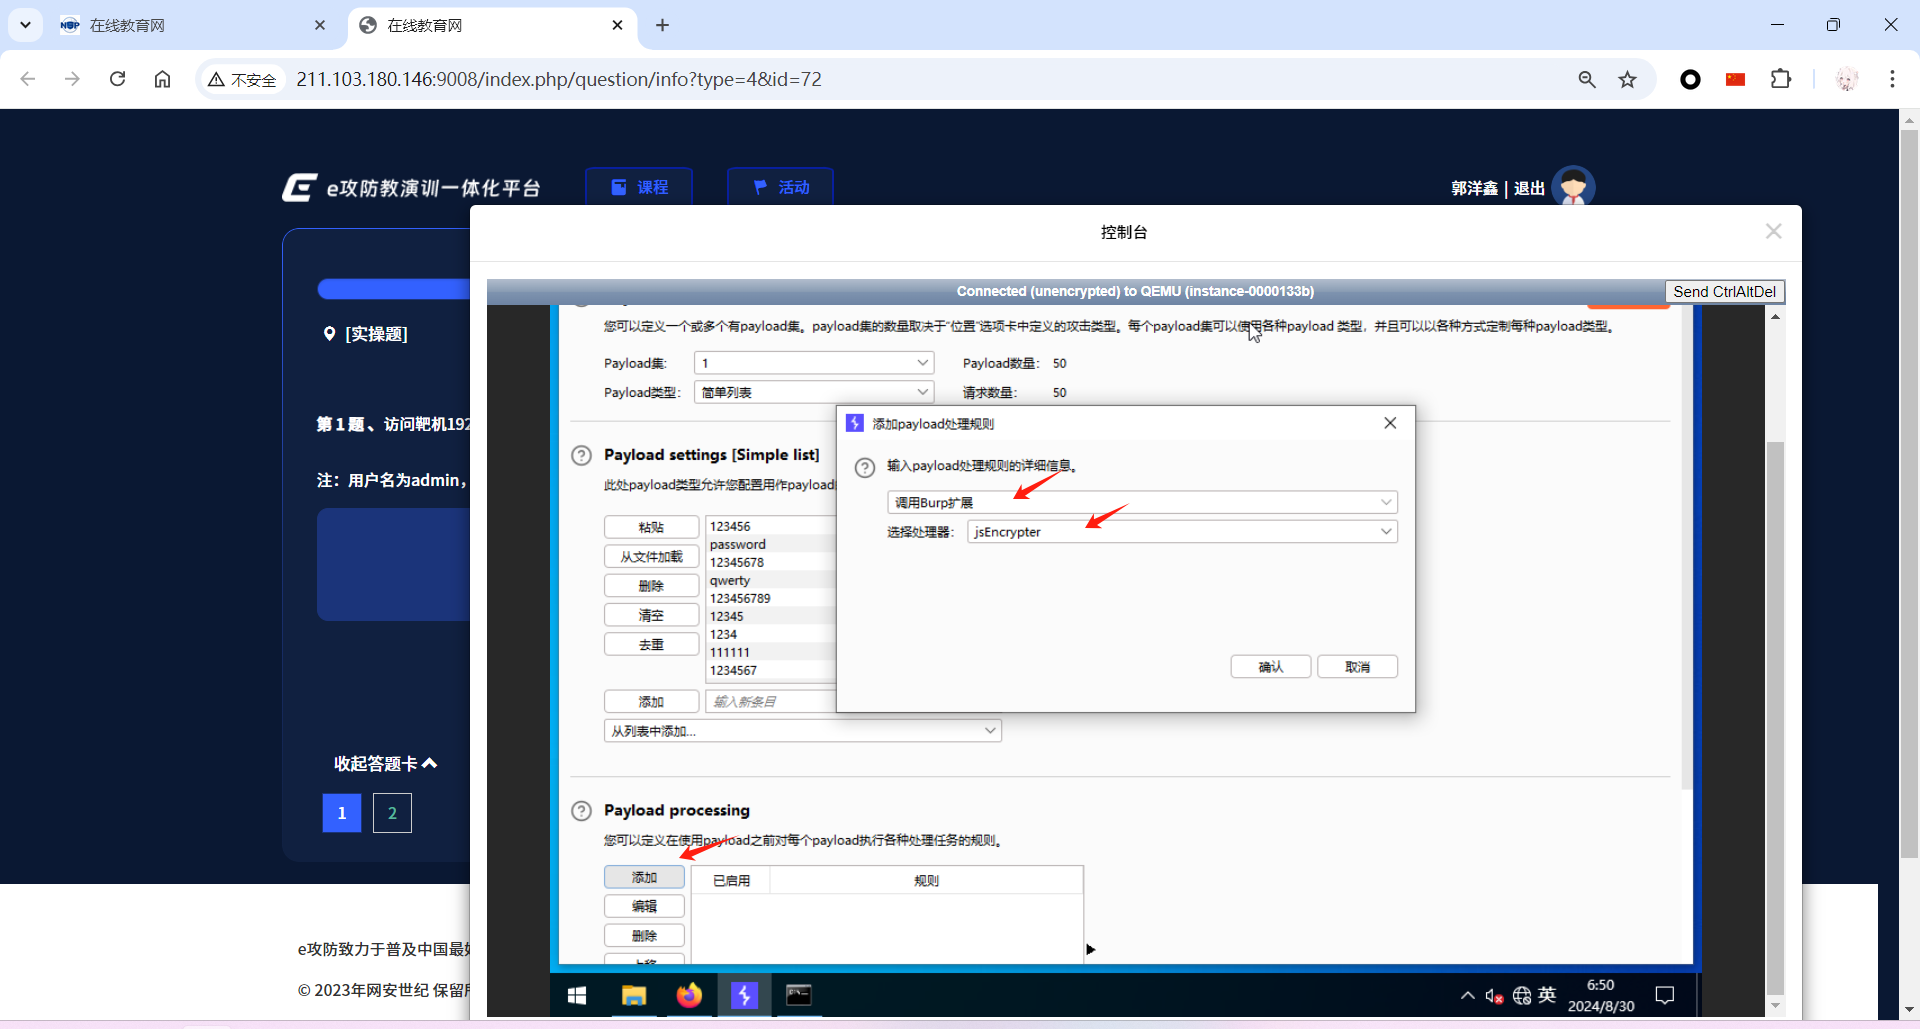 在线教育网
在线教育网
不安全
211.103.180.146:9008/index.php/question/info?type=4&id=72
e攻防教演训一体化平台
课程
活动
郭洋鑫 | 退出
控制台
[实操题]
第1题、访问靶机192
注：用户名为admin，
收起答题卡
1
2
Connected (unencrypted) to QEMU (instance-0000133b)
Send CtrlAltDel
您可以定义一个或多个有payload集。payload集的数量取决于“位置”选项卡中定义的攻击类型。每个payload集可以使用各种payload 类型，并且可以以各种方式定制每种payload类型。
Payload集:
1
Payload数量:
50
Payload类型:
简单列表
请求数量:
50
Payload settings [Simple list]
此处payload类型允许您配置用作payload
粘贴
从文件加载
删除
清空
去重
123456
password
12345678
qwerty
123456789
12345
1234
111111
1234567
添加
输入新条目
从列表中添加...
添加payload处理规则
输入payload处理规则的详细信息。
调用Burp扩展
选择处理器:
jsEncrypter
确认
取消
Payload processing
您可以定义在使用payload之前对每个payload执行各种处理任务的规则。
添加
编辑
删除
已启用
规则
英
6:50
2024/8/30
e攻防致力于普及中国最
© 2023年网安世纪 保留